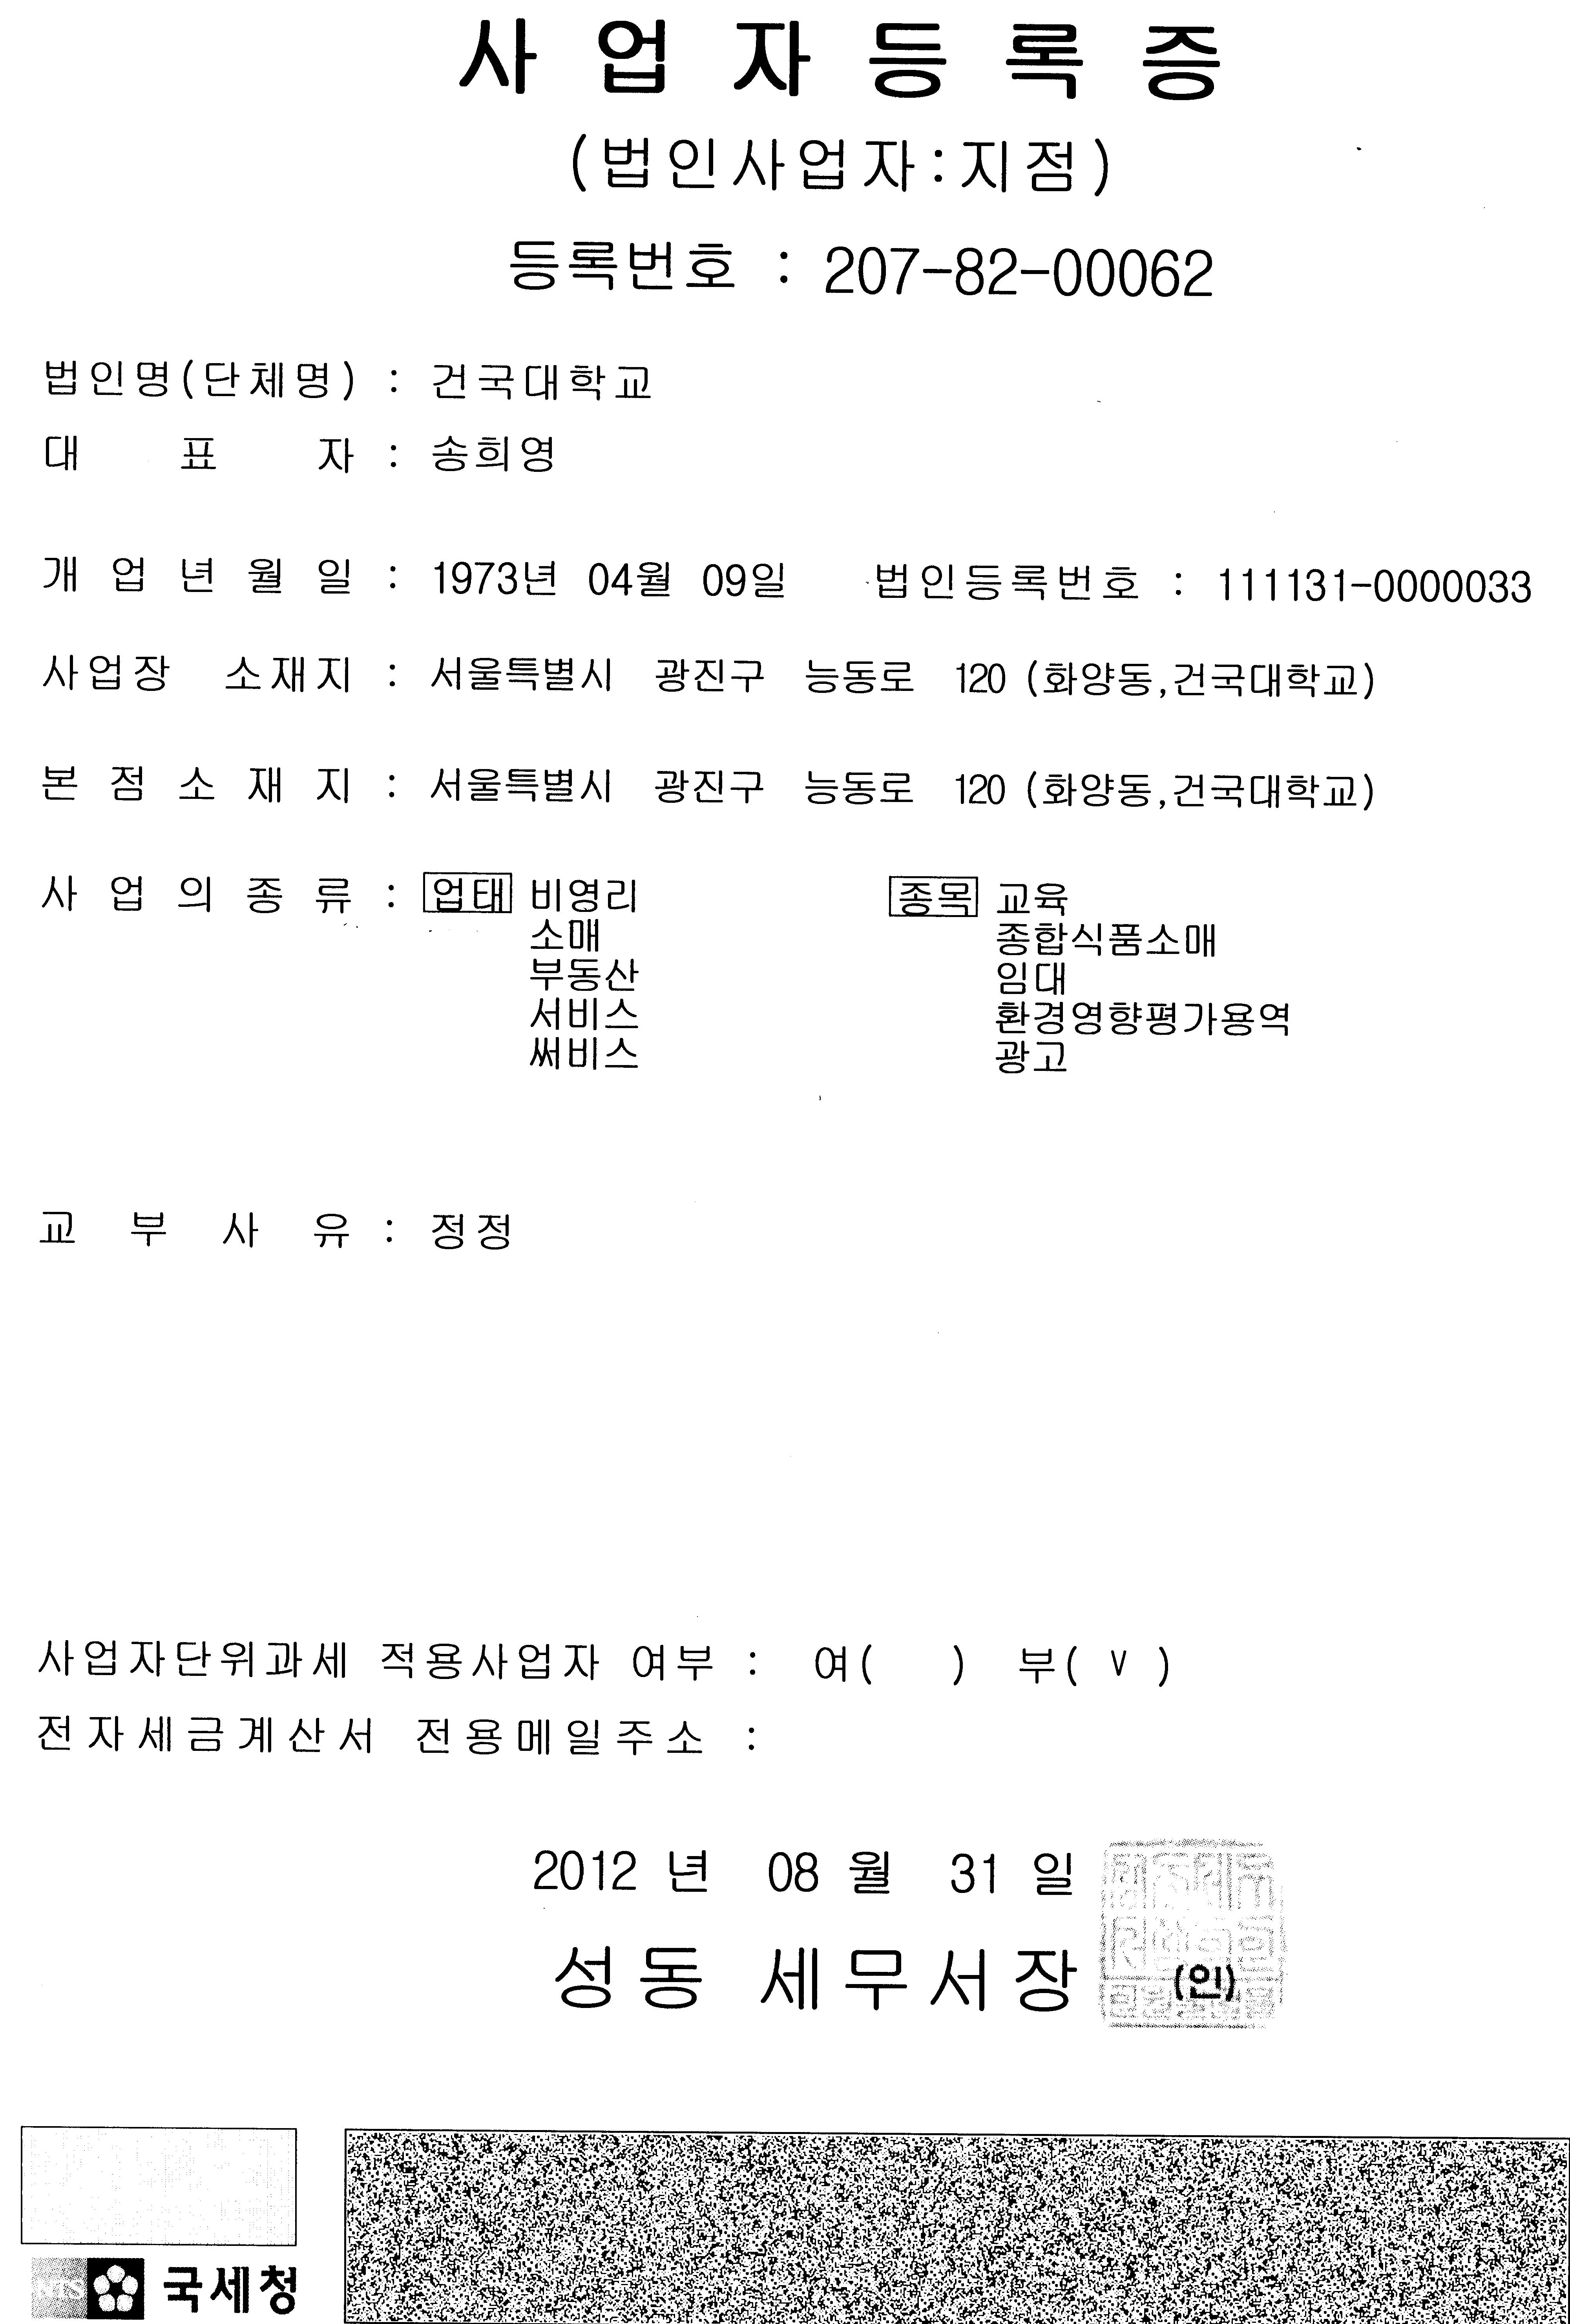 사업자등록증
(법인사업자:지점)
등록번호 : 207-82-00062
법인명(단체명) : 건국대학교
대 표 자 : 송희영
개 업 년 월 일 : 1973년 04월 09일 법인등록번호 : 111131-0000033
사업장 소재지 : 서울특별시 광진구 능동로 120 (화양동,건국대학교)
본 점 소 재 지 : 서울특별시 광진구 능동로 120 (화양동,건국대학교)
사 업 의 종 류 : 업태 비영리 종목 교육
소매 종합식품소매
부동산 임대
서비스 환경영향평가용역
써비스 광고
교 부 사 유 : 정정
사업자단위과세 적용사업자 여부 : 여( ) 부( v )
전자세금계산서 전용메일주소 :
2012 년 08 월 31 일
성동 세무서장 (인)
NTS 국세청